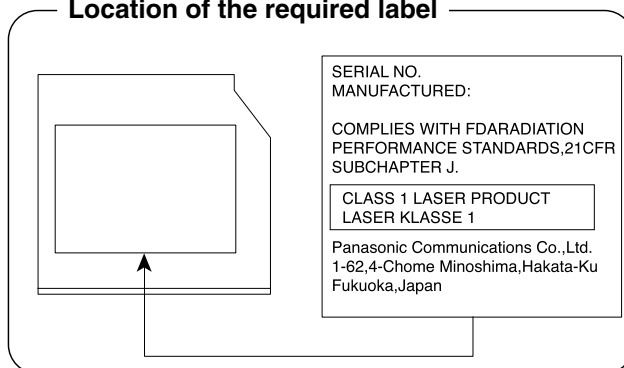 Location of the required label
SERIAL NO.
MANUFACTURED:
COMPLIES WITH FDARADIATION
PERFORMANCE STANDARDS,21CFR
SUBCHAPTER J.
CLASS 1 LASER PRODUCT
LASER KLASSE 1
Panasonic Communications Co.,Ltd.
1-62,4-Chome Minoshima,Hakata-Ku
Fukuoka,Japan